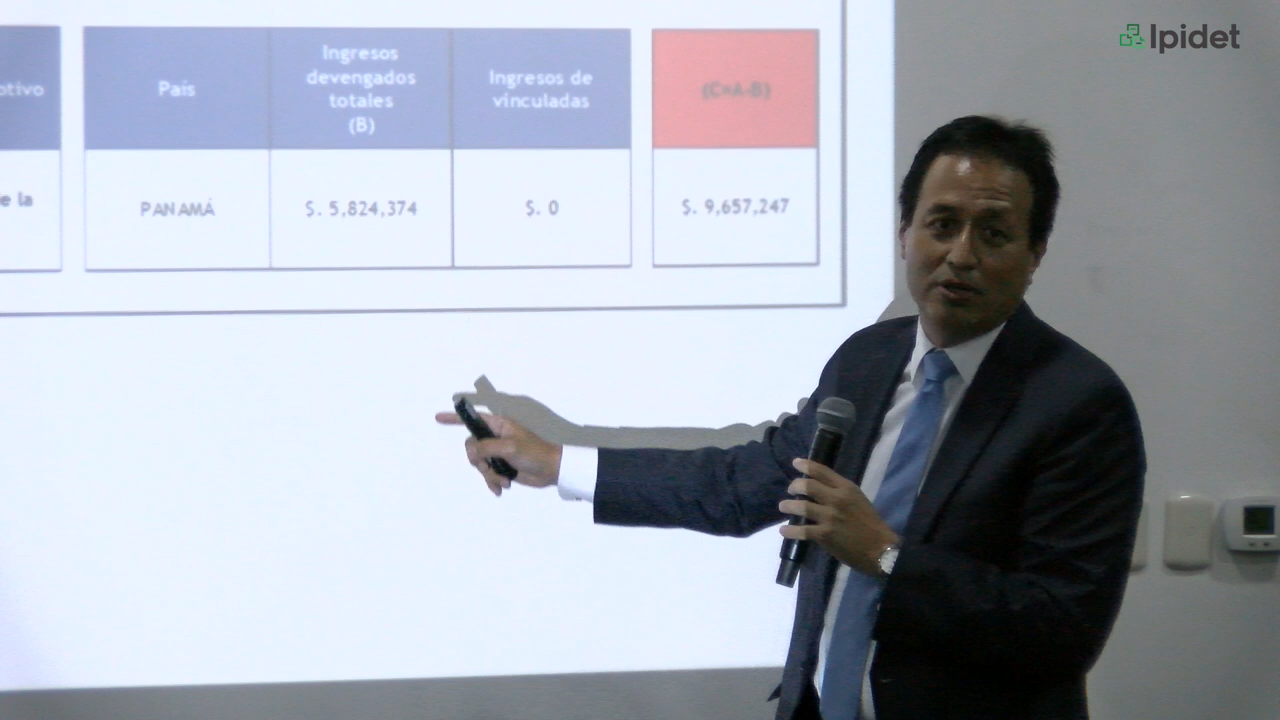 Ipidet
otivo
País
Ingresos
devengados
totales
(B)
Ingresos de
vinculadas
(C=A-B)
e la
PANAMÁ
$. 5,824,374
$. 0
$. 9,657,247